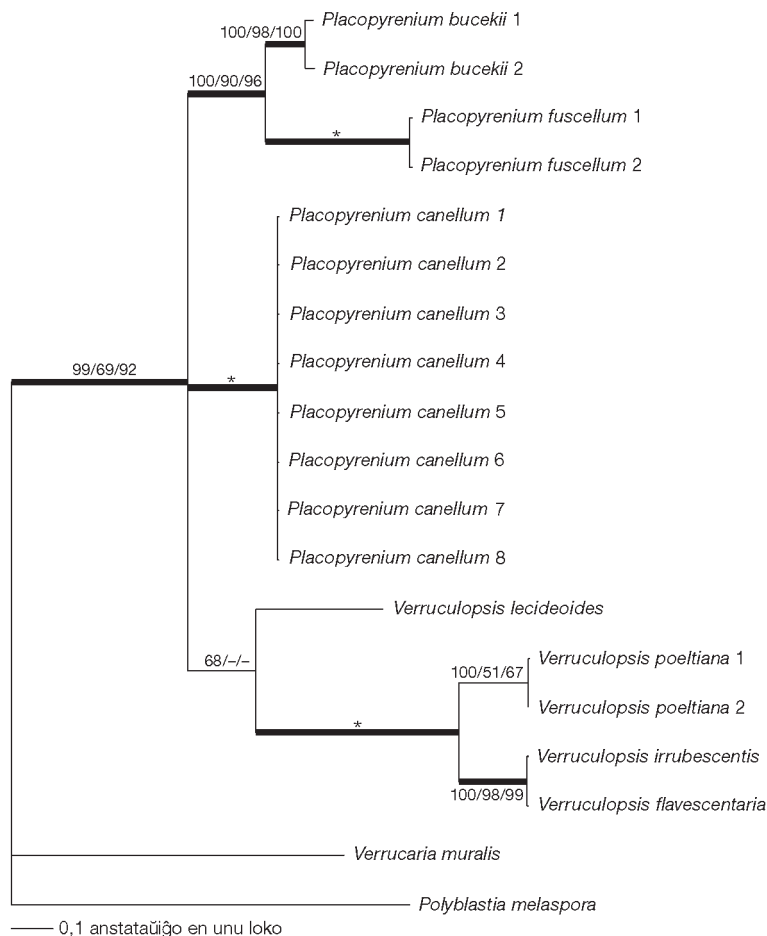 Placopyrenium bucekii 1
100/98/100
Placopyrenium bucekii 2
100/90/96
Placopyrenium fuscellum 1
*
Placopyrenium fuscellum 2
Placopyrenium canellum 1
Placopyrenium canellum 2
Placopyrenium canellum 3
Placopyrenium canellum 4
99/69/92
*
Placopyrenium canellum 5
Placopyrenium canellum 6
Placopyrenium canellum 7
Placopyrenium canellum 8
Verruculopsis lecideoides
68/–/–
Verruculopsis poeltiana 1
100/51/67
Verruculopsis poeltiana 2
*
Verruculopsis irrubescentis
100/98/99
Verruculopsis flavescentaria
Verrucaria muralis
Polyblastia melaspora
0,1 anstataŭiĝo en unu loko